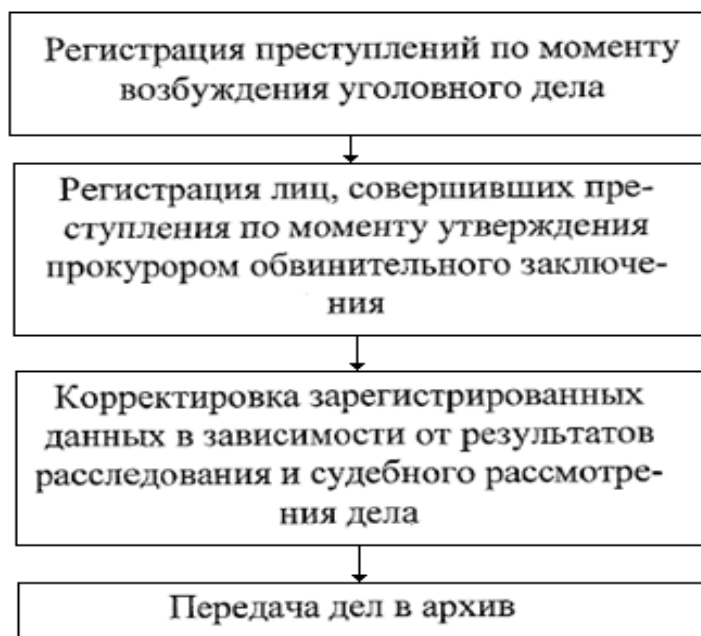 Регистрация преступлений по моменту
возбуждения уголовного дела
Регистрация лиц, совершивших пре-
ступления по моменту утверждения
прокурором обвинительного заключе-
ния
Корректировка зарегистрированных
данных в зависимости от результатов
расследования и судебного рассмотре-
ния дела
Передача дел в архив